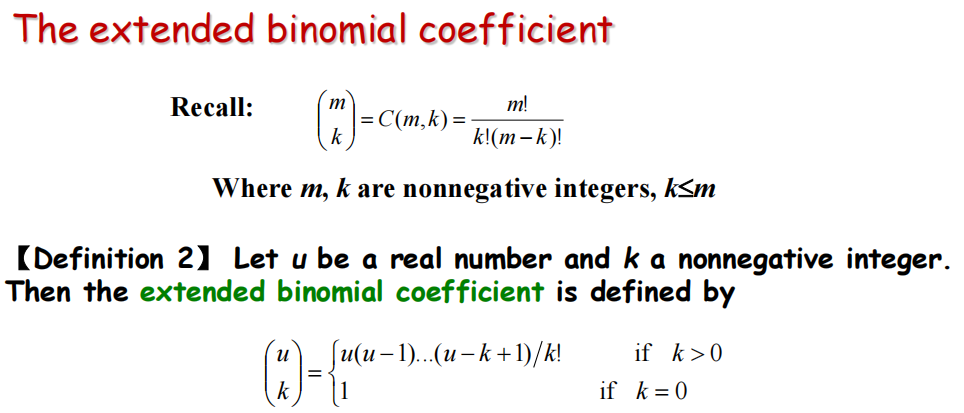 The extended binomial coefficient
Recall: (m k) = C(m,k) = m! / k!(m − k)!
Where m, k are nonnegative integers, k≤m
【Definition 2】 Let u be a real number and k a nonnegative integer.
Then the extended binomial coefficient is defined by
(u k) = { u(u − 1)...(u − k + 1)/k! if k > 0
1 if k = 0